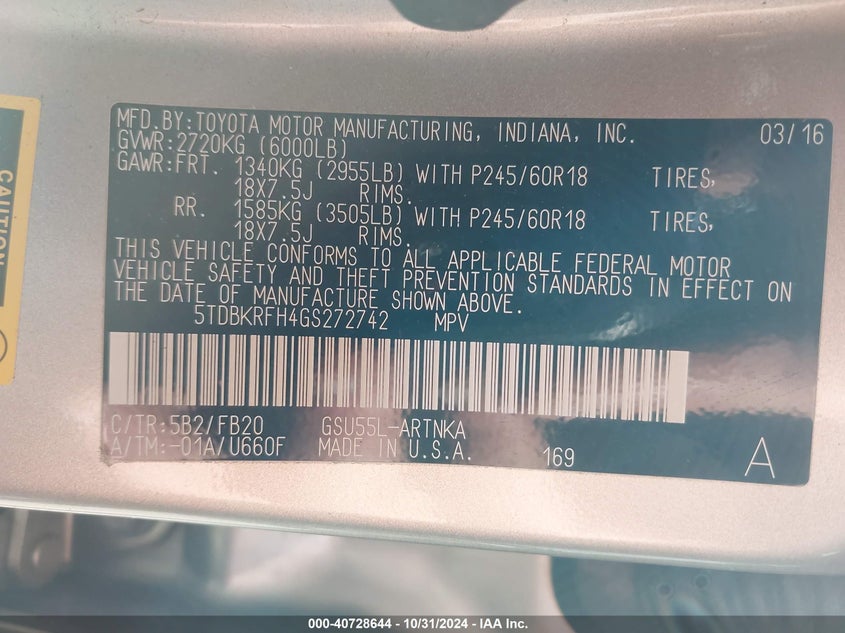 MFD.BY:TOYOTA MOTOR MANUFACTURING, INDIANA, INC. 03/16
GVWR:2720KG (6000LB)
GAWR:FRT. 1340KG (2955LB) WITH P245/60R18 TIRES,
18X7.5J RIMS.
RR. 1585KG (3505LB) WITH P245/60R18 TIRES,
18X7.5J RIMS.
THIS VEHICLE CONFORMS TO ALL APPLICABLE FEDERAL MOTOR
VEHICLE SAFETY AND THEFT PREVENTION STANDARDS IN EFFECT ON
THE DATE OF MANUFACTURE SHOWN ABOVE.
5TDBKRFH4GS272742 MPV
C/TR:5B2/FB20 GSU55L-ARTNKA
A/TM:-01A/U660F MADE IN U.S.A. 169 A
CAUTION
000-40728644 - 10/31/2024 - IAA Inc.